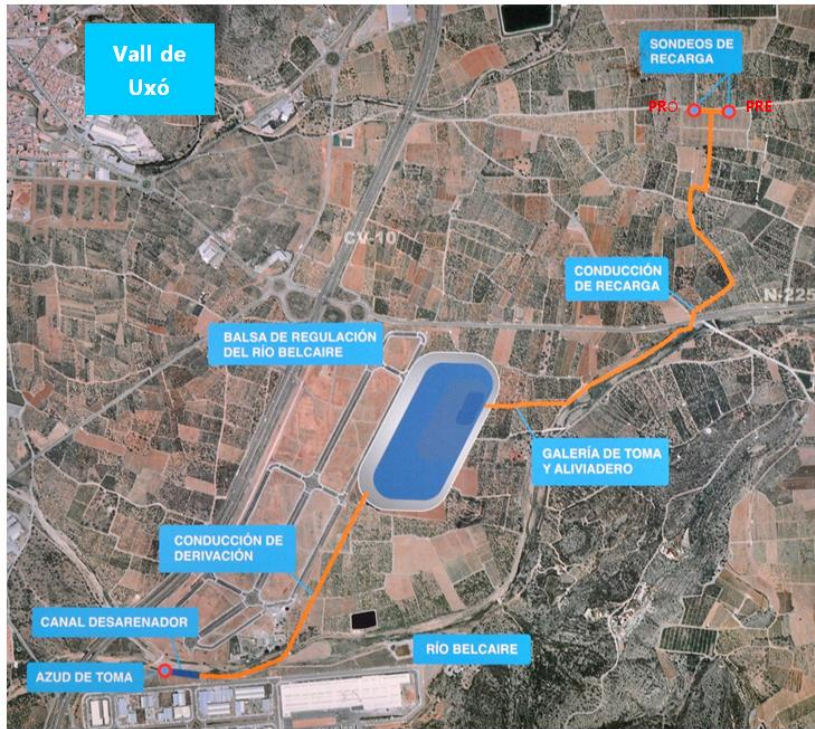 Vall de
Uxó
SONDEOS DE
RECARGA
PRO
PRE
CV-10
CONDUCCIÓN
DE RECARGA
N-225
BALSA DE REGULACIÓN
DEL RÍO BELCAIRE
GALERÍA DE TOMA
Y ALIVIADERO
CONDUCCIÓN DE
DERIVACIÓN
CANAL DESARENADOR
RÍO BELCAIRE
AZUD DE TOMA